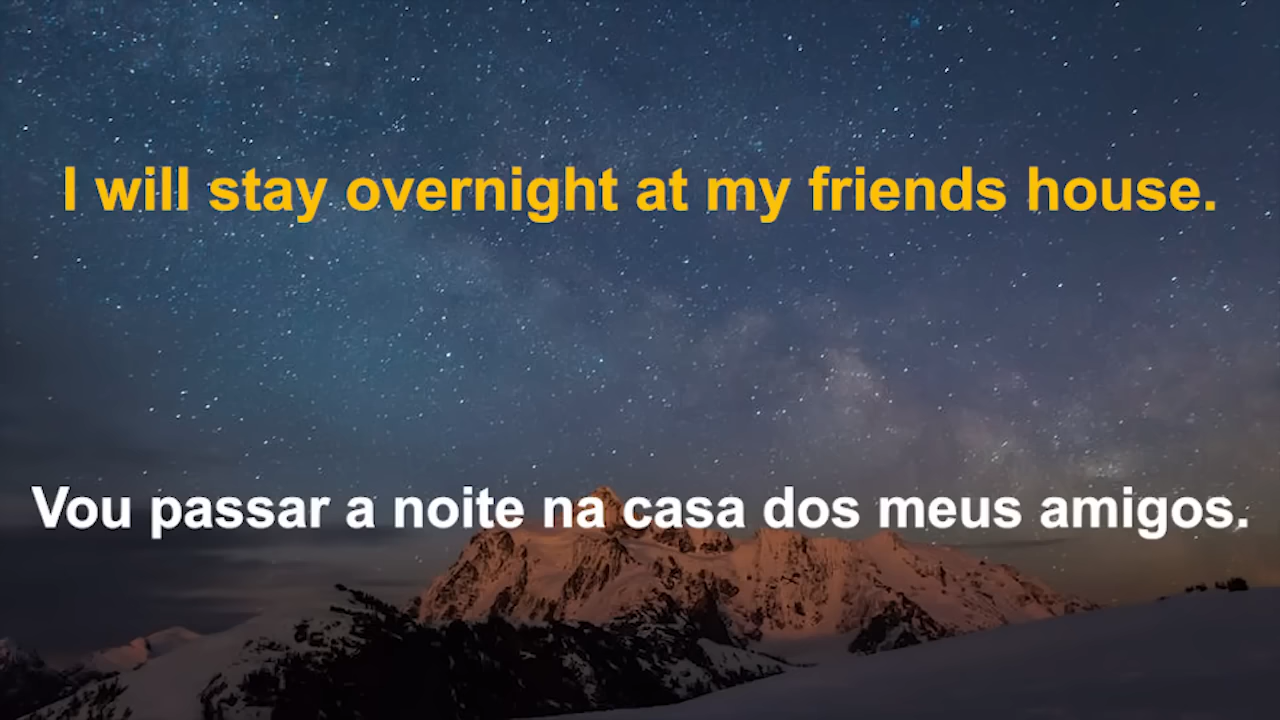 I will stay overnight at my friends house.
Vou passar a noite na casa dos meus amigos.